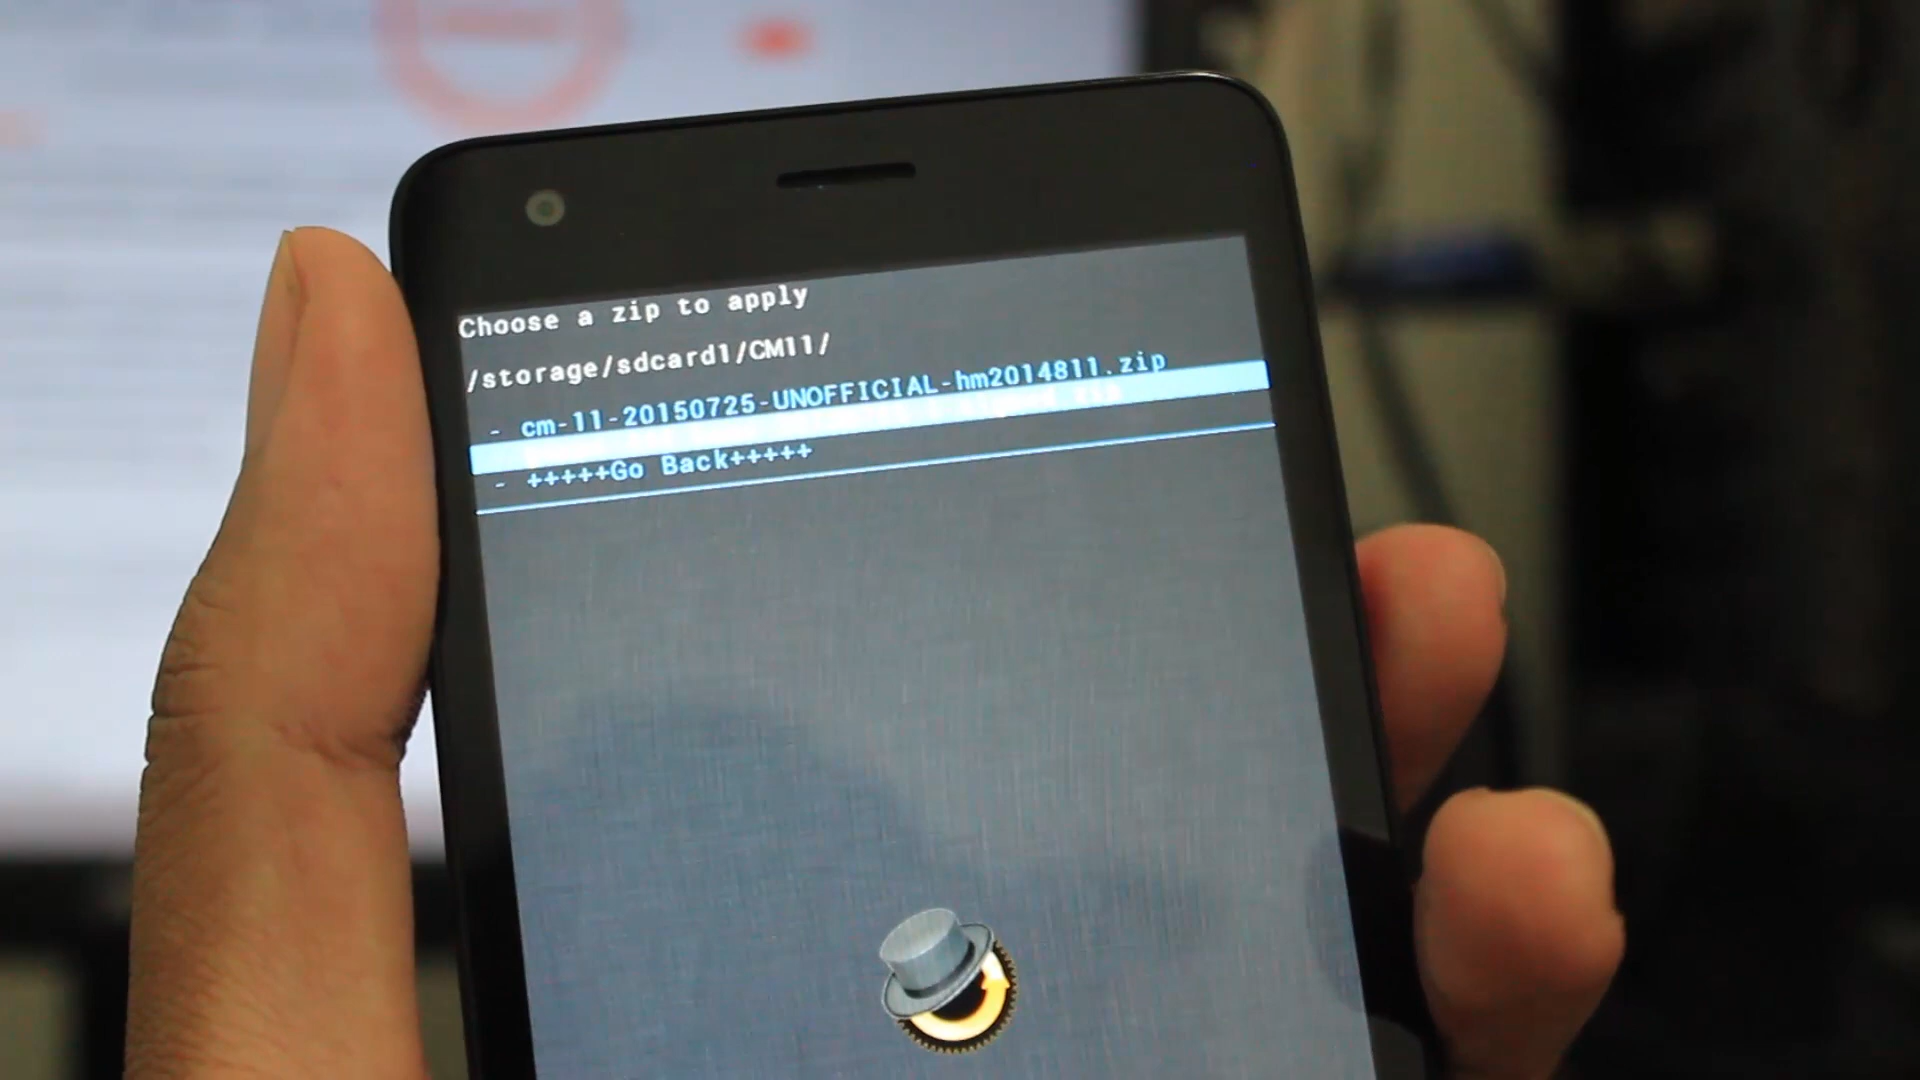 Choose a zip to apply
/storage/sdcard1/CM11/
- cm-11-20150725-UNOFFICIAL-hm2014811.zip
- +++++Go Back+++++